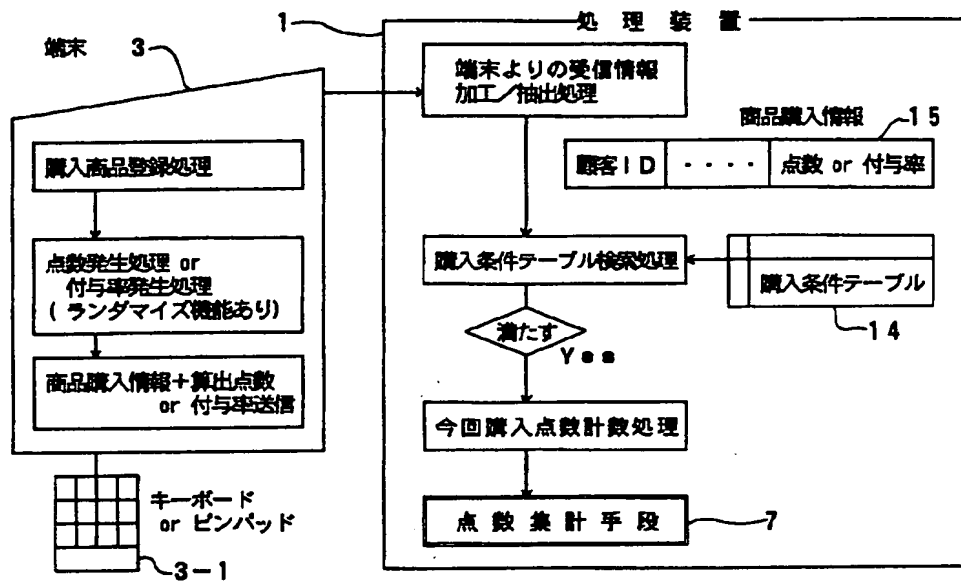 端末
3
購入商品登録処理
点数発生処理 or
付与率発生処理
( ランダマイズ機能あり)
商品購入情報+算出点数
or 付与率送信
キーボード
or ピンパッド
3-1
1
処理装置
端末よりの受信情報
加工/抽出処理
商品購入情報
15
顧客ID
・・・・
点数 or 付与率
購入条件テーブル検索処理
購入条件テーブル
14
満たす
Yes
今回購入点数計数処理
点数集計手段
7